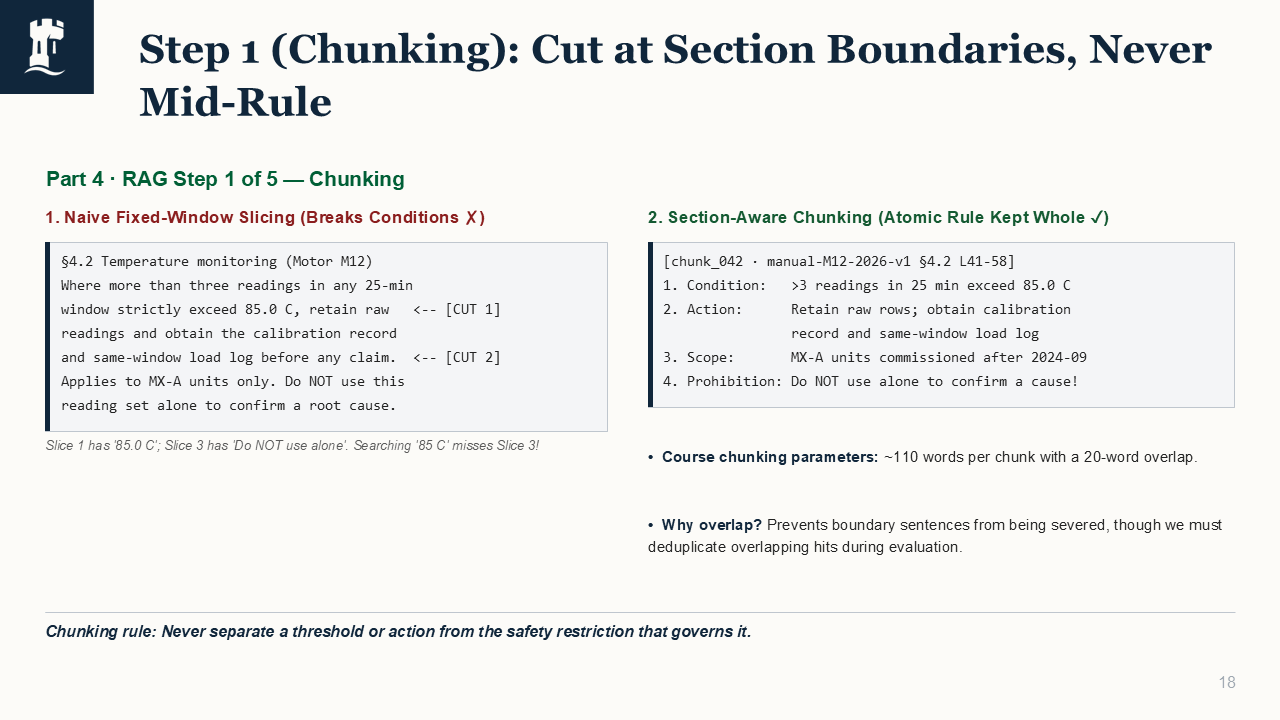 Step 1 (Chunking): Cut at Section Boundaries, Never
Mid-Rule
Part 4 · RAG Step 1 of 5 — Chunking
1. Naive Fixed-Window Slicing (Breaks Conditions ✗)
§4.2 Temperature monitoring (Motor M12)
Where more than three readings in any 25-min
window strictly exceed 85.0 C, retain raw   <-- [CUT 1]
readings and obtain the calibration record
and same-window load log before any claim.  <-- [CUT 2]
Applies to MX-A units only. Do NOT use this
reading set alone to confirm a root cause.
Slice 1 has '85.0 C'; Slice 3 has 'Do NOT use alone'. Searching '85 C' misses Slice 3!
2. Section-Aware Chunking (Atomic Rule Kept Whole ✓)
[chunk_042 · manual-M12-2026-v1 §4.2 L41-58]
1. Condition:   >3 readings in 25 min exceed 85.0 C
2. Action:      Retain raw rows; obtain calibration
record and same-window load log
3. Scope:       MX-A units commissioned after 2024-09
4. Prohibition: Do NOT use alone to confirm a cause!
• Course chunking parameters: ~110 words per chunk with a 20-word overlap.
• Why overlap? Prevents boundary sentences from being severed, though we must
deduplicate overlapping hits during evaluation.
Chunking rule: Never separate a threshold or action from the safety restriction that governs it.
18